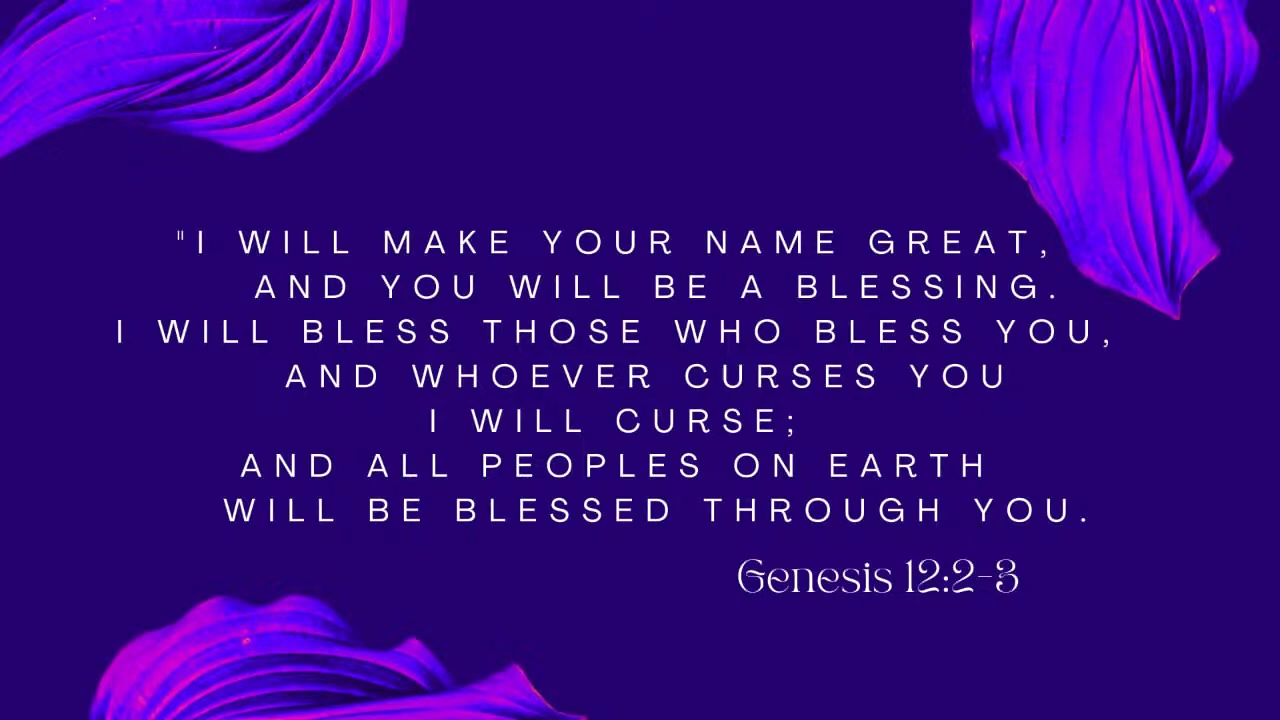 "I WILL MAKE YOUR NAME GREAT,
AND YOU WILL BE A BLESSING.
I WILL BLESS THOSE WHO BLESS YOU,
AND WHOEVER CURSES YOU
I WILL CURSE;
AND ALL PEOPLES ON EARTH
WILL BE BLESSED THROUGH YOU.
Genesis 12:2-3